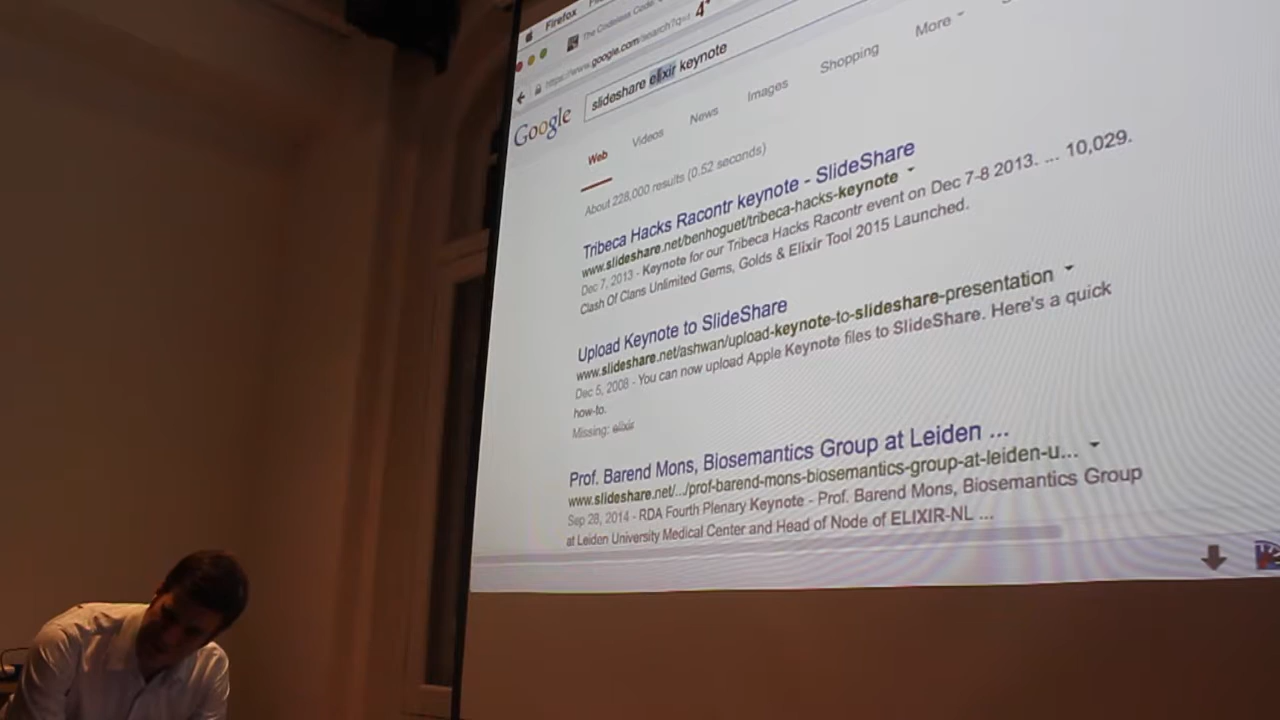 Firefox
The Codeless Code:
https://www.google.com/search?q=
Google
slideshare elixir keynote
Web
Videos
News
Images
Shopping
More
About 228,000 results (0.52 seconds)
Tribeca Hacks Racontr keynote - SlideShare
www.slideshare.net/benhoguet/tribeca-hacks-keynote
Dec 7, 2013 - Keynote for our Tribeca Hacks Racontr event on Dec 7-8 2013. ... 10,029.
Clash Of Clans Unlimited Gems, Golds & Elixir Tool 2015 Launched.
Upload Keynote to SlideShare
www.slideshare.net/ashwan/upload-keynote-to-slideshare-presentation
Dec 5, 2008 - You can now upload Apple Keynote files to SlideShare. Here's a quick
how-to.
Missing: elixir
Prof. Barend Mons, Biosemantics Group at Leiden ...
www.slideshare.net/.../prof-barend-mons-biosemantics-group-at-leiden-u...
Sep 28, 2014 - RDA Fourth Plenary Keynote - Prof. Barend Mons, Biosemantics Group
at Leiden University Medical Center and Head of Node of ELIXIR-NL ...